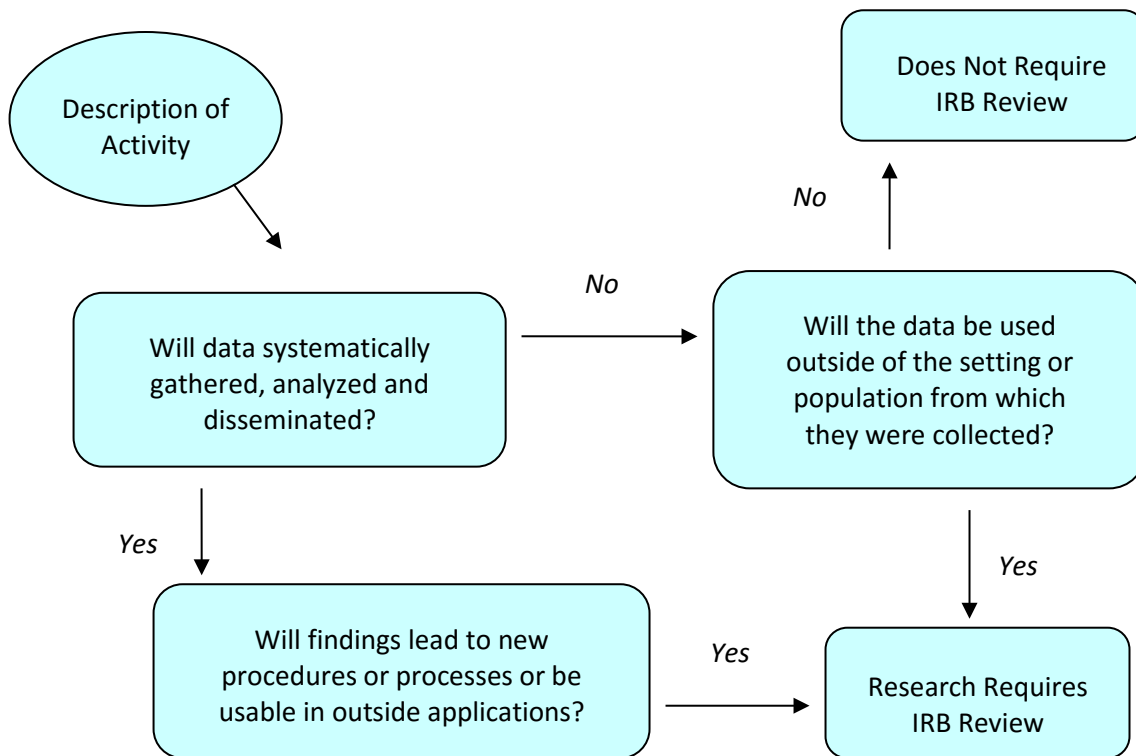 Description of
Activity
Does Not Require
IRB Review
No
No
Will data systematically
gathered, analyzed and
disseminated?
Will the data be used
outside of the setting or
population from which
they were collected?
Yes
Yes
Will findings lead to new
procedures or processes or be
usable in outside applications?
Yes
Research Requires
IRB Review